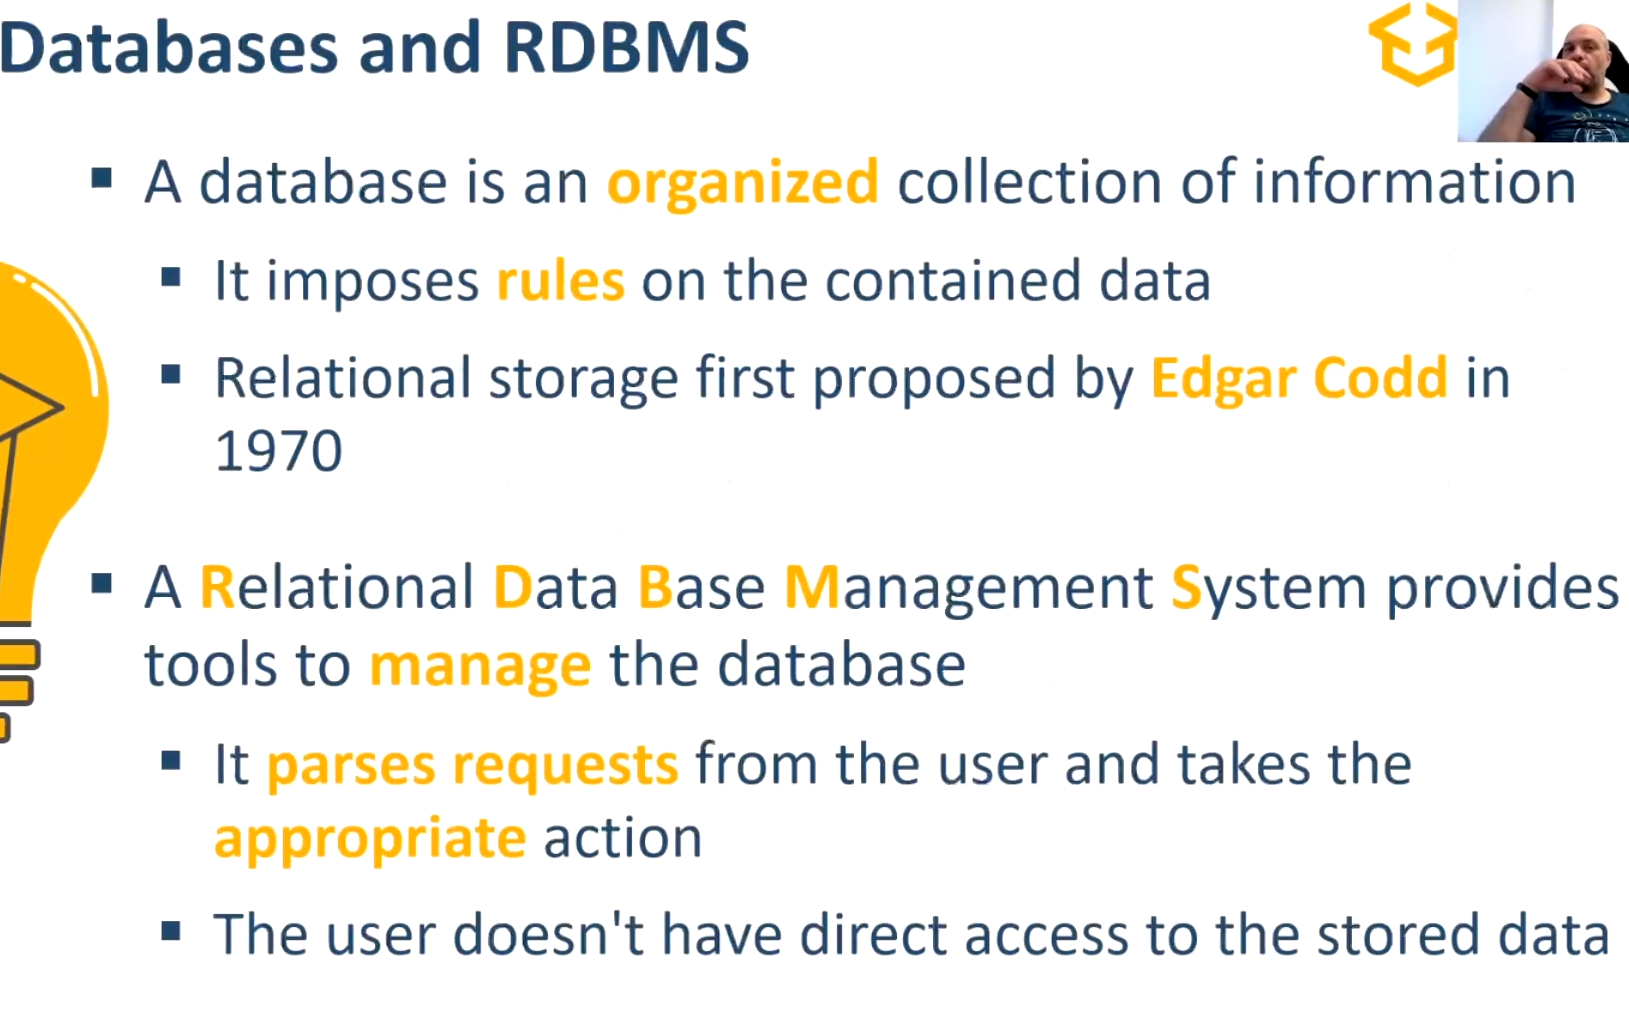 Databases and RDBMS
A database is an organized collection of information
It imposes rules on the contained data
Relational storage first proposed by Edgar Codd in
1970
A Relational Data Base Management System provides
tools to manage the database
It parses requests from the user and takes the
appropriate action
The user doesn't have direct access to the stored data